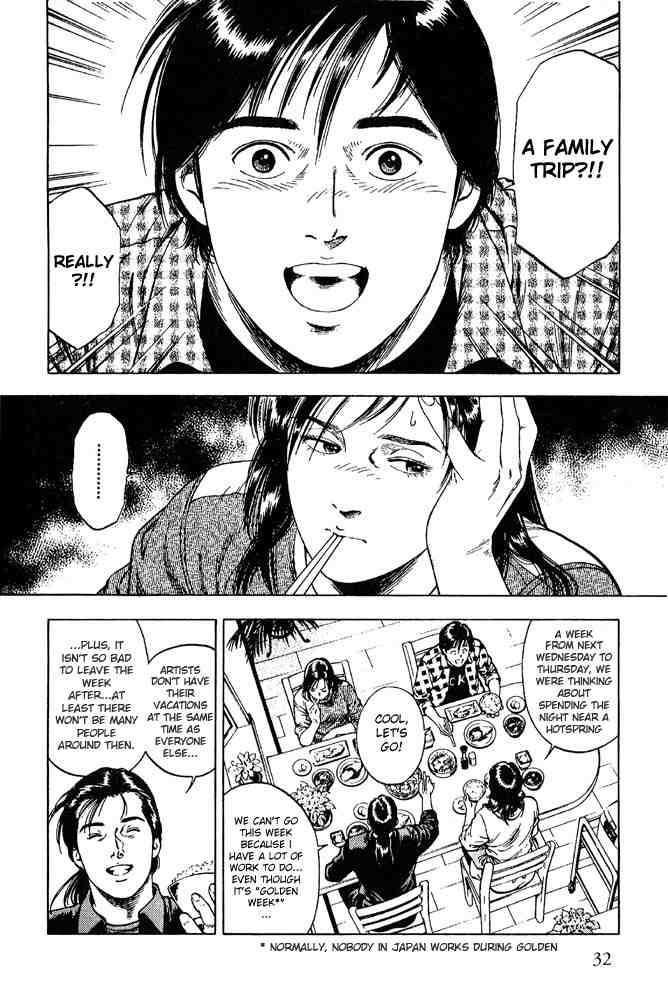 A FAMILY
TRIP?!!
REALLY
?!!
..........
A WEEK
FROM NEXT
WEDNESDAY TO
THURSDAY, WE
WERE THINKING
ABOUT
SPENDING THE
NIGHT NEAR A
HOTSPRING
COOL,
LET'S
GO!
WE CAN'T GO
THIS WEEK
BECAUSE I
HAVE A LOT OF
WORK TO DO...
EVEN THOUGH
IT'S "GOLDEN
WEEK*"
...
ARTISTS
DON'T HAVE
THEIR
VACATIONS
AT THE SAME
TIME AS
EVERYONE
ELSE...
...PLUS, IT
ISN'T SO BAD
TO LEAVE THE
WEEK
AFTER...AT
LEAST THERE
WON'T BE MANY
PEOPLE
AROUND THEN.
* NORMALLY, NOBODY IN JAPAN WORKS DURING GOLDEN
32